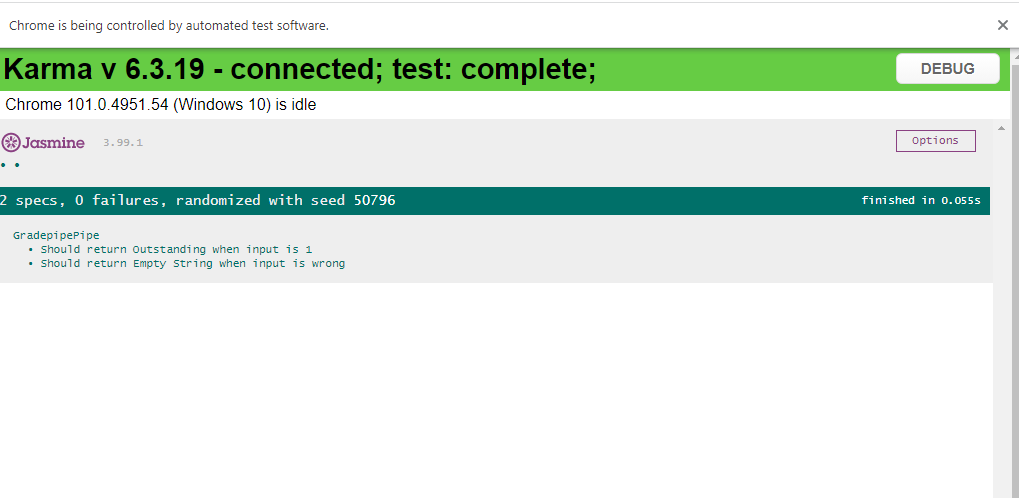 Chrome is being controlled by automated test software.
Karma v 6.3.19 - connected; test: complete;
DEBUG
Chrome 101.0.4951.54 (Windows 10) is idle
Jasmine 3.99.1
Options
• •
2 specs, 0 failures, randomized with seed 50796
finished in 0.055s
GradepipePipe
• Should return Outstanding when input is 1
• Should return Empty String when input is wrong